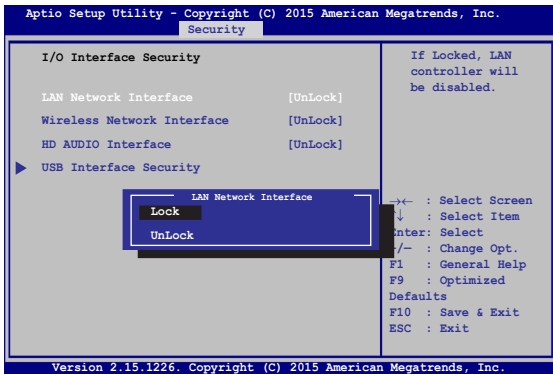 Aptio Setup Utility - Copyright (C) 2015 American Megatrends, Inc.
Security
I/O Interface Security
LAN Network Interface [UnLock]
Wireless Network Interface [UnLock]
HD AUDIO Interface [UnLock]
USB Interface Security
If Locked, LAN
controller will
be disabled.
LAN Network Interface
Lock
UnLock
→← : Select Screen
↓ : Select Item
nter: Select
/— : Change Opt.
F1 : General Help
F9 : Optimized
Defaults
F10 : Save & Exit
ESC : Exit
Version 2.15.1226. Copyright (C) 2015 American Megatrends, Inc.